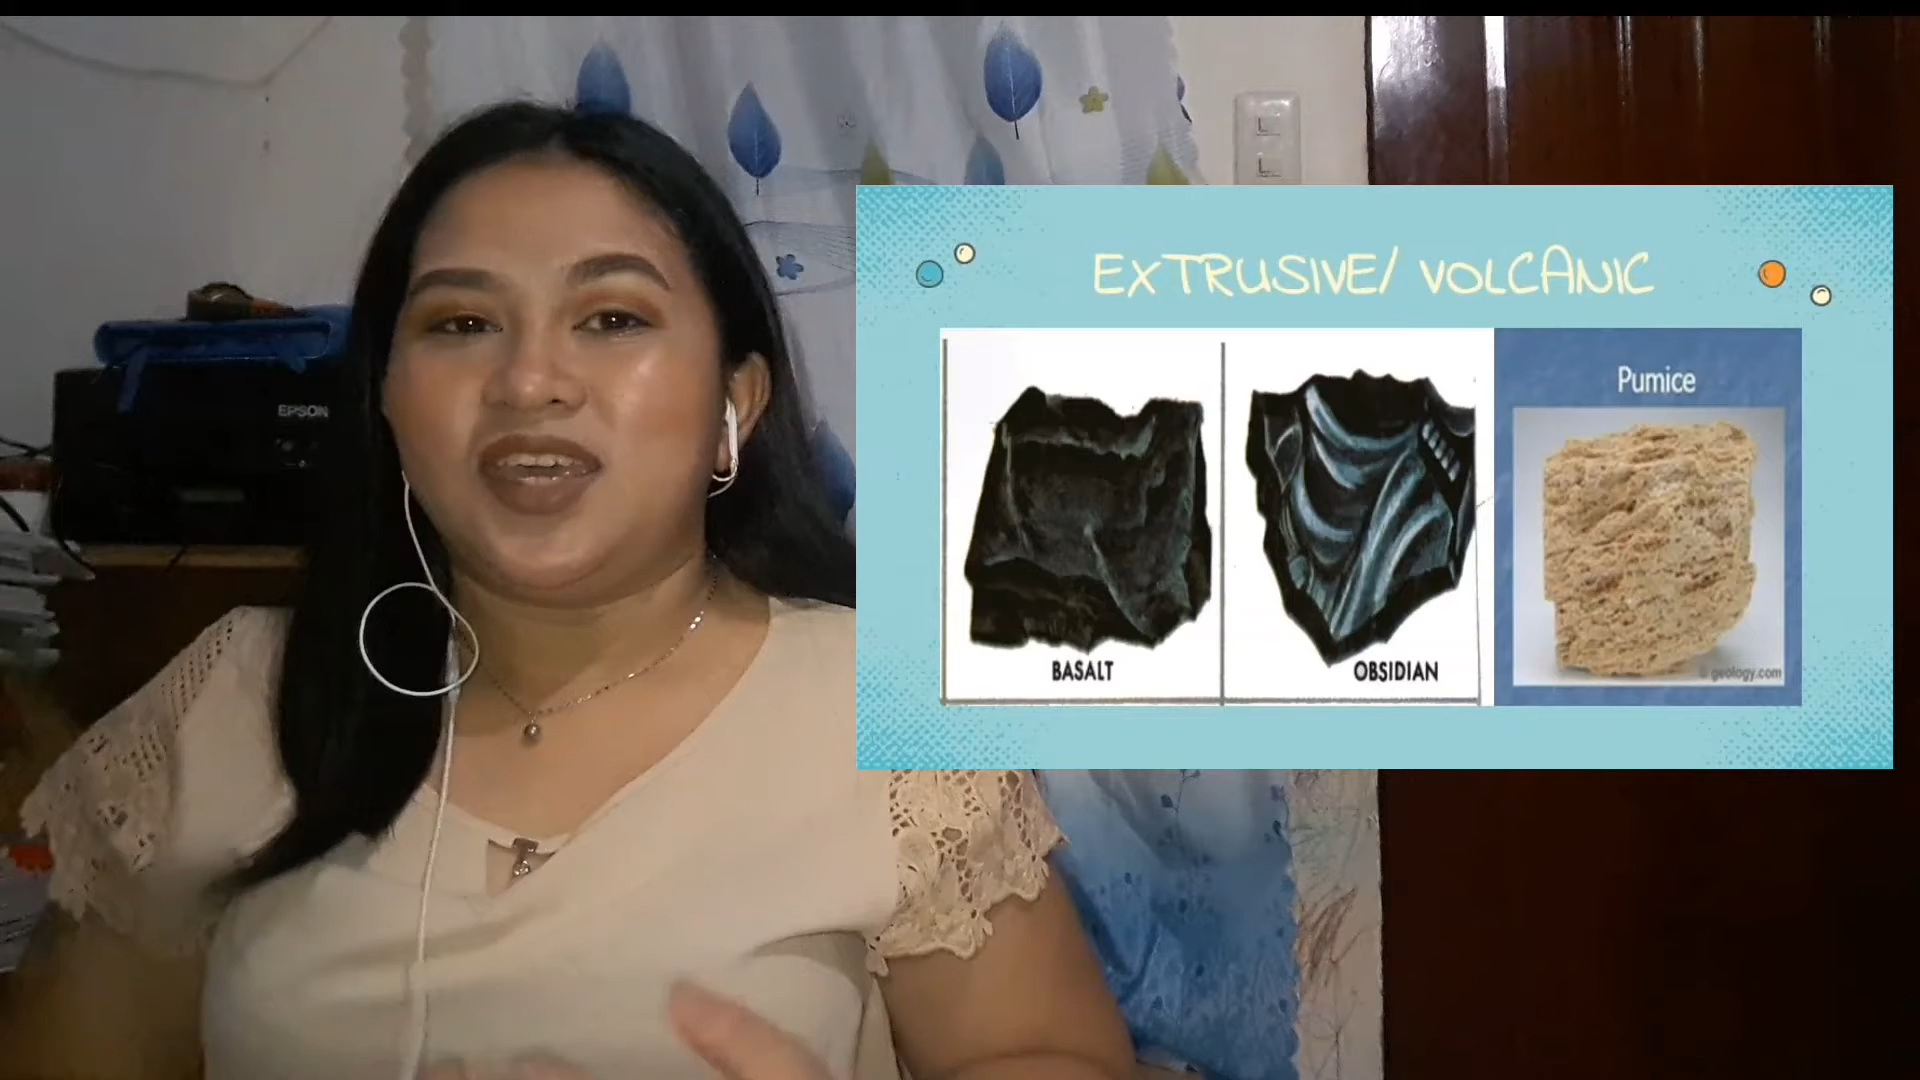 EPSON
EXTRUSIVE/ VOLCANIC
BASALT
OBSIDIAN
Pumice
© geology.com